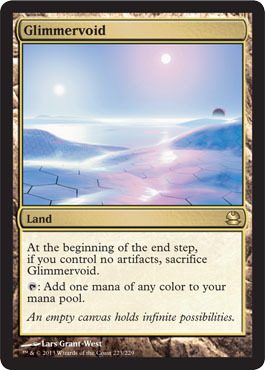 Glimmervoid
Land
At the beginning of the end step,
if you control no artifacts, sacrifice
Glimmervoid.
: Add one mana of any color to your
mana pool.
An empty canvas holds infinite possibilities.
Lars Grant-West
™ & © 2013 Wizards of the Coast 223/229